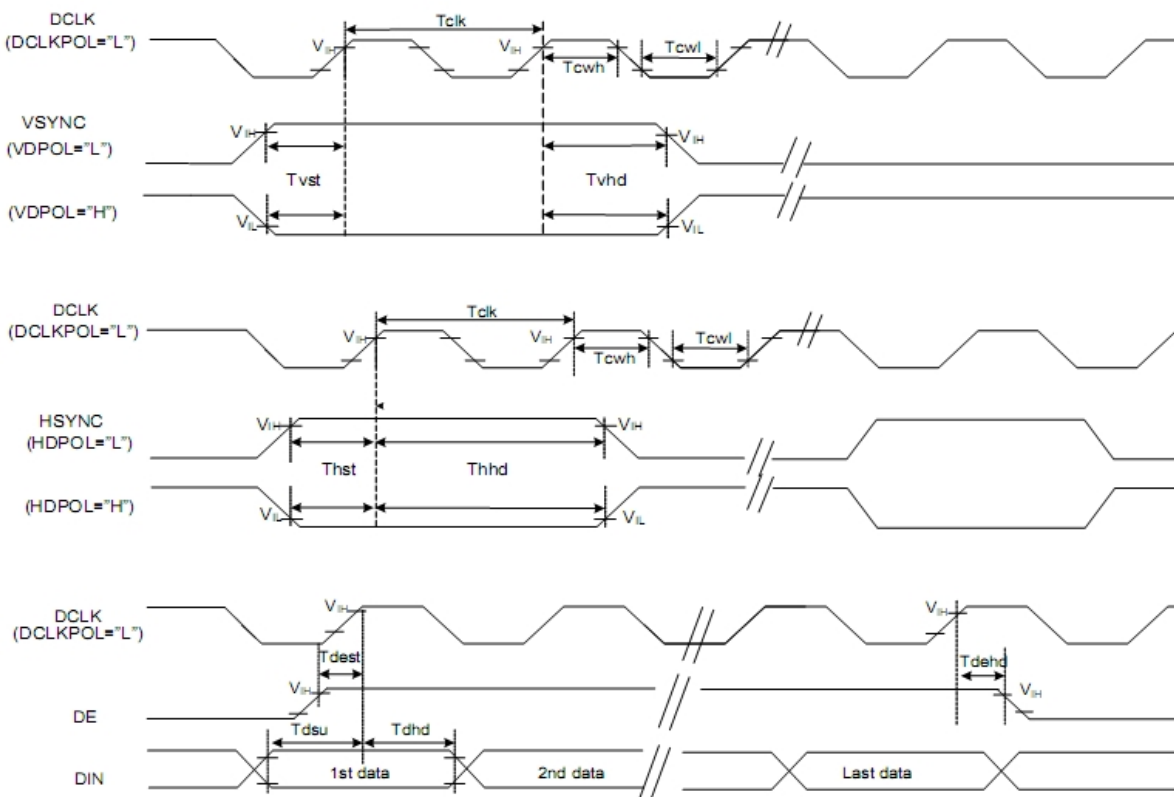 DCLK
(DCLKPOL="L")
Tclk
VIH
VIH
Tcwh
Tcwl
VSYNC
(VDPOL="L")
VIH
VIH
Tvst
Tvhd
(VDPOL="H")
VIL
VIL
DCLK
(DCLKPOL="L")
Tclk
VIH
VIH
Tcwh
Tcwl
HSYNC
(HDPOL="L")
VIH
VIH
Thst
Thhd
(HDPOL="H")
VIL
VIL
DCLK
(DCLKPOL="L")
VIH
VIH
Tdest
Tdehd
DE
VIH
VIH
Tdsu
Tdhd
DIN
1st data
2nd data
Last data